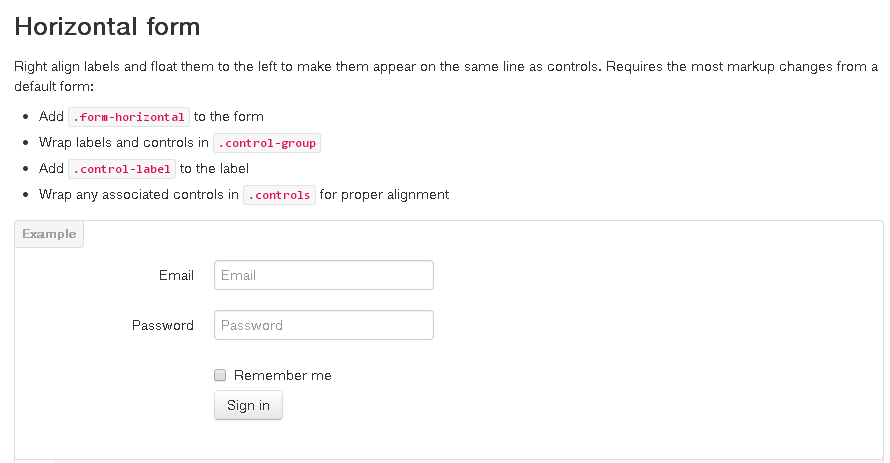 Horizontal form
Right align labels and float them to the left to make them appear on the same line as controls. Requires the most markup changes from a
default form:
• Add .form-horizontal to the form
• Wrap labels and controls in .control-group
• Add .control-label to the label
• Wrap any associated controls in .controls for proper alignment
Example
Email Email
Password Password
Remember me
Sign in